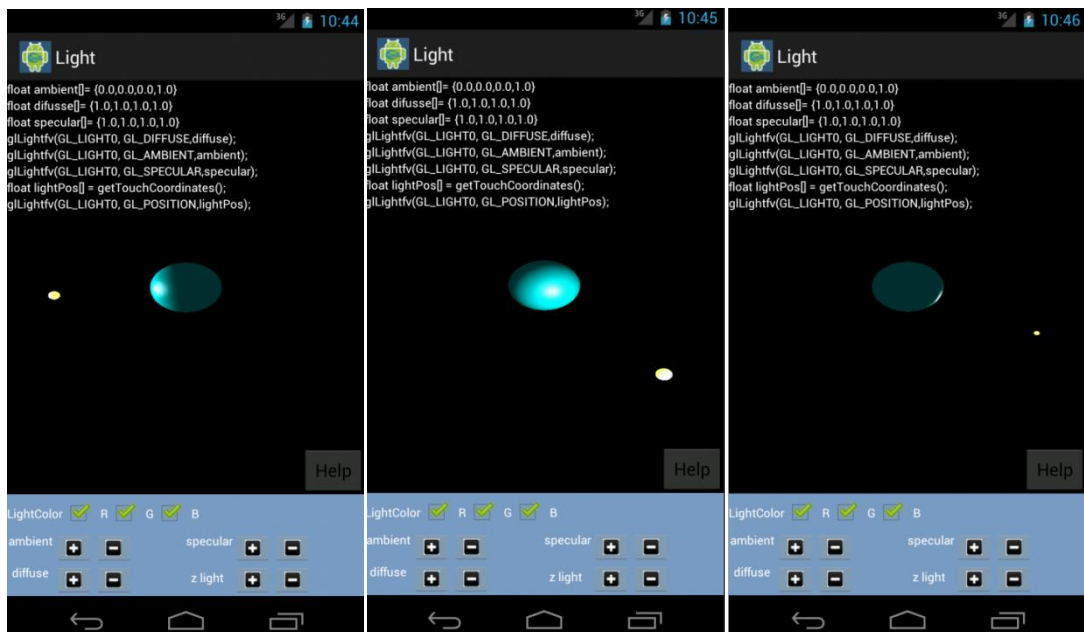 3G 10:44
Light
float ambient[]= {0.0,0.0,0.0,1.0}
float difusse[]= {1.0,1.0,1.0,1.0}
float specular[]= {1.0,1.0,1.0,1.0}
glLightfv(GL_LIGHT0, GL_DIFFUSE,diffuse);
glLightfv(GL_LIGHT0, GL_AMBIENT,ambient);
glLightfv(GL_LIGHT0, GL_SPECULAR,specular);
float lightPos[] = getTouchCoordinates();
glLightfv(GL_LIGHT0, GL_POSITION,lightPos);
Help
LightColor R G B
ambient specular
diffuse z light
3G 10:45
Light
float ambient[]= {0.0,0.0,0.0,1.0}
float difusse[]= {1.0,1.0,1.0,1.0}
float specular[]= {1.0,1.0,1.0,1.0}
glLightfv(GL_LIGHT0, GL_DIFFUSE,diffuse);
glLightfv(GL_LIGHT0, GL_AMBIENT,ambient);
glLightfv(GL_LIGHT0, GL_SPECULAR,specular);
float lightPos[] = getTouchCoordinates();
glLightfv(GL_LIGHT0, GL_POSITION,lightPos);
Help
LightColor R G B
ambient specular
diffuse z light
3G 10:46
Light
float ambient[]= {0.0,0.0,0.0,1.0}
float difusse[]= {1.0,1.0,1.0,1.0}
float specular[]= {1.0,1.0,1.0,1.0}
glLightfv(GL_LIGHT0, GL_DIFFUSE,diffuse);
glLightfv(GL_LIGHT0, GL_AMBIENT,ambient);
glLightfv(GL_LIGHT0, GL_SPECULAR,specular);
float lightPos[] = getTouchCoordinates();
glLightfv(GL_LIGHT0, GL_POSITION,lightPos);
Help
LightColor R G B
ambient specular
diffuse z light